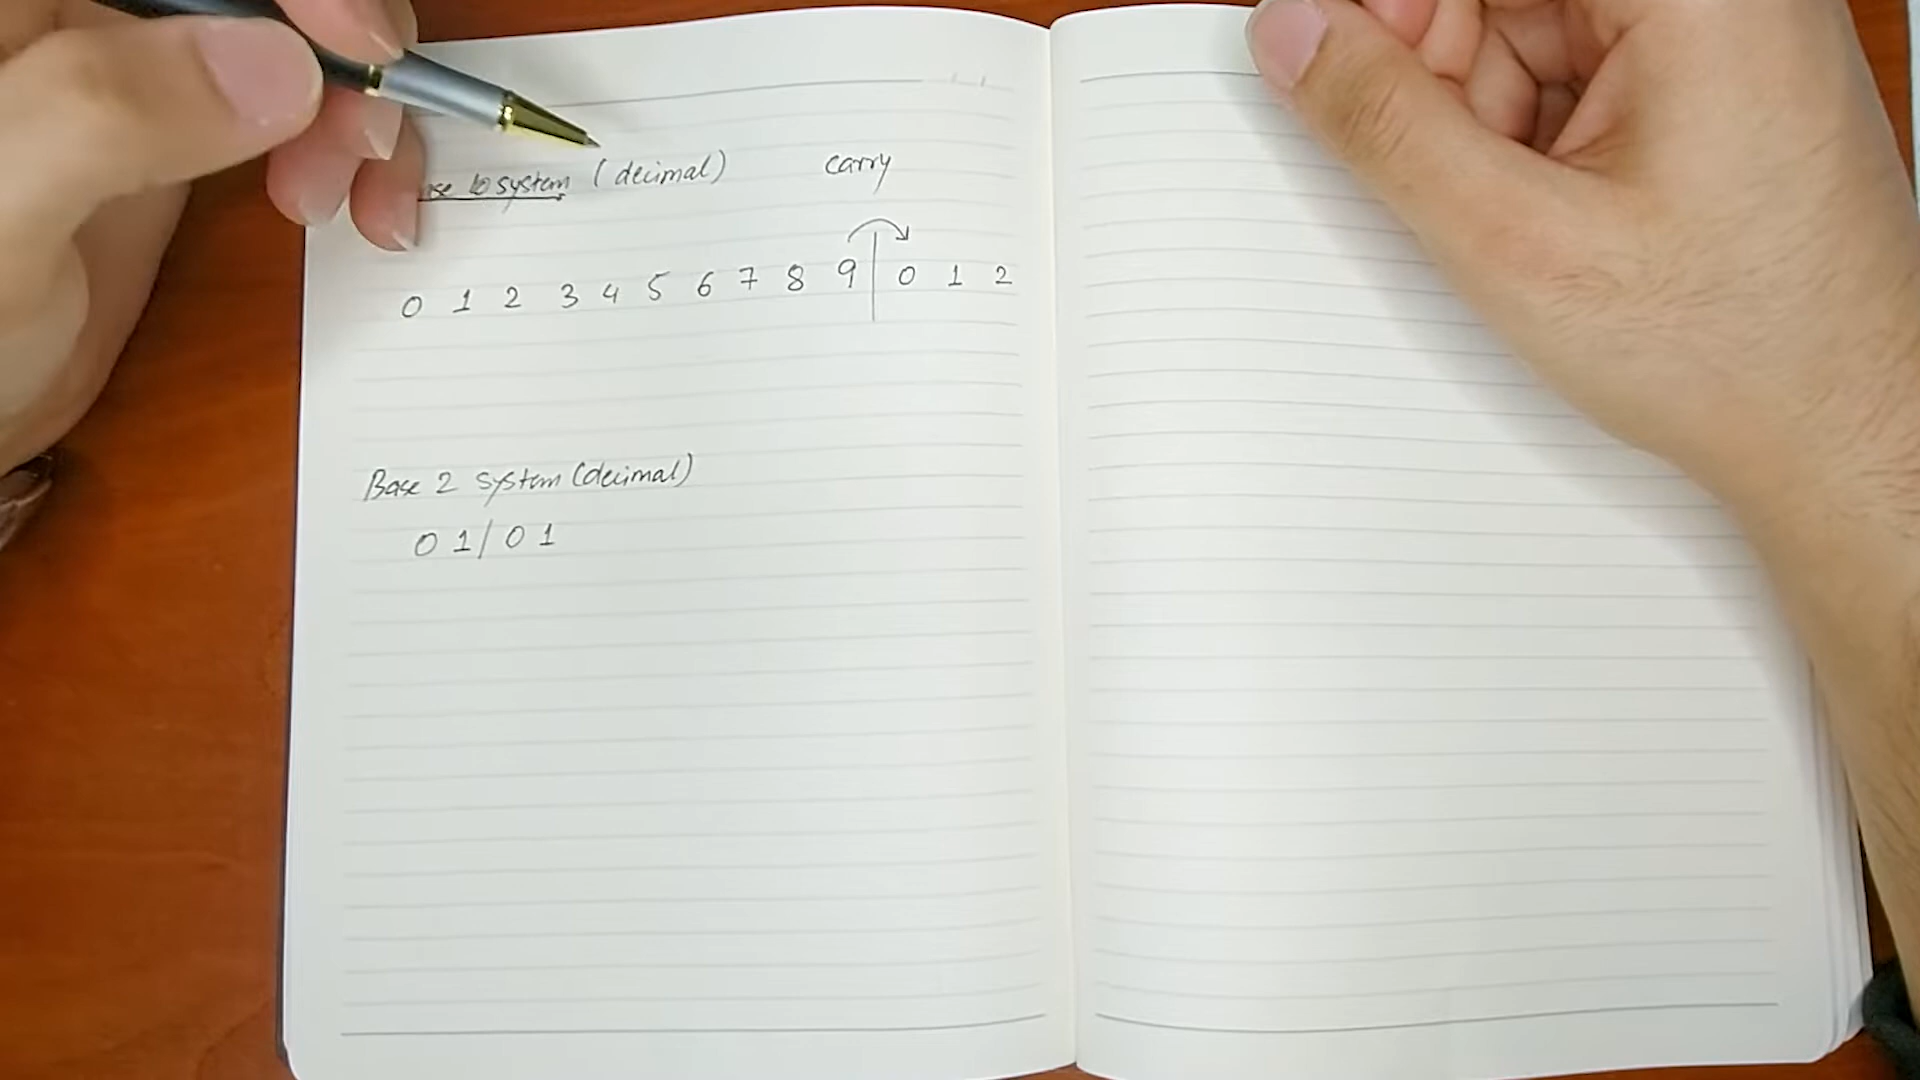 10 system (decimal) carry
0 1 2 3 4 5 6 7 8 9 | 0 1 2
Base 2 system (decimal)
0 1 / 0 1